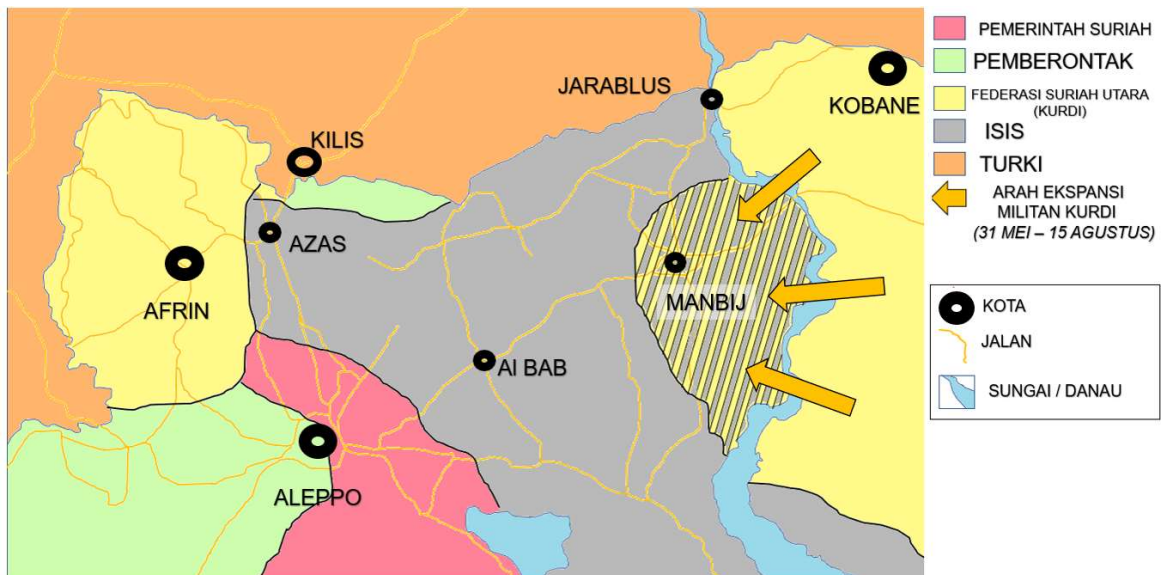 PEMERINTAH SURIAH
PEMBERONTAK
FEDERASI SURIAH UTARA
(KURDI)
ISIS
TURKI
ARAH EKSPANSI
MILITAN KURDI
(31 MEI – 15 AGUSTUS)
KOTA
JALAN
SUNGAI / DANAU
JARABLUS
KOBANE
KILIS
AZAS
AFRIN
MANBIJ
Al BAB
ALEPPO